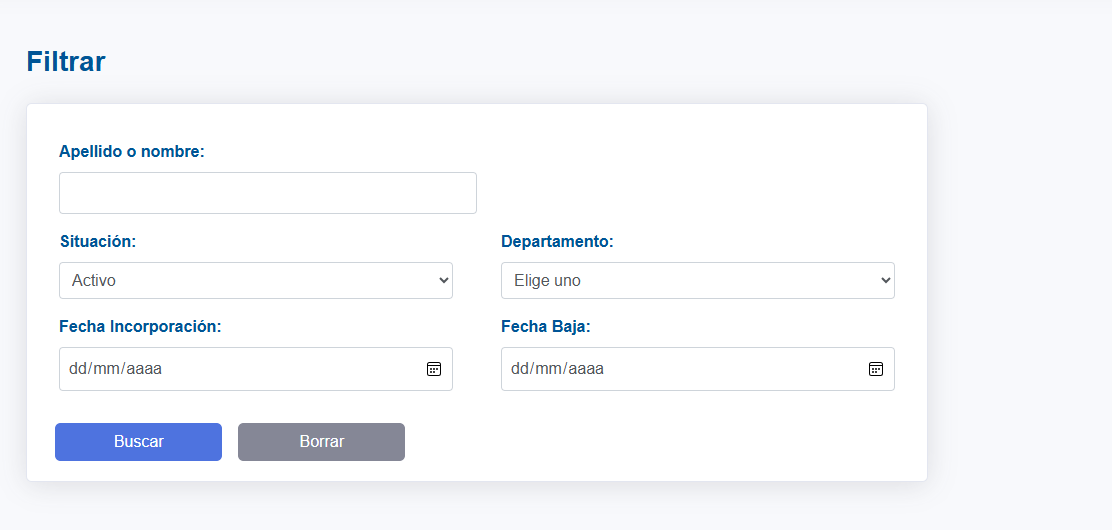 Filtrar
Apellido o nombre:
Situación: Departamento:
Activo Elige uno
Fecha Incorporación: Fecha Baja:
dd/mm/aaaa dd/mm/aaaa
Buscar Borrar